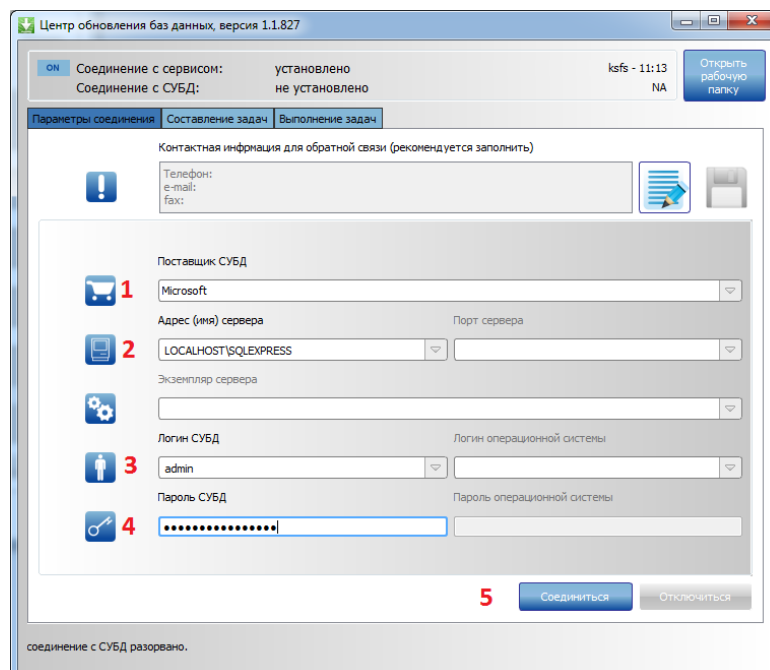 Центр обновления баз данных, версия 1.1.827
ON Соединение с сервисом: установлено ksfs - 11:13
Соединение с СУБД: не установлено NA
Открыть
рабочую
папку
Параметры соединения Составление задач Выполнение задач
Контактная инфрмация для обратной связи (рекомендуется заполнить)
Телефон:
e-mail:
fax:
Поставщик СУБД
1 Microsoft
Адрес (имя) сервера Порт сервера
2 LOCALHOST\SQLEXPRESS
Экземпляр сервера
Логин СУБД Логин операционной системы
3 admin
Пароль СУБД Пароль операционной системы
4 ••••••••••••••••
5 Соединиться Отключиться
соединение с СУБД разорвано.